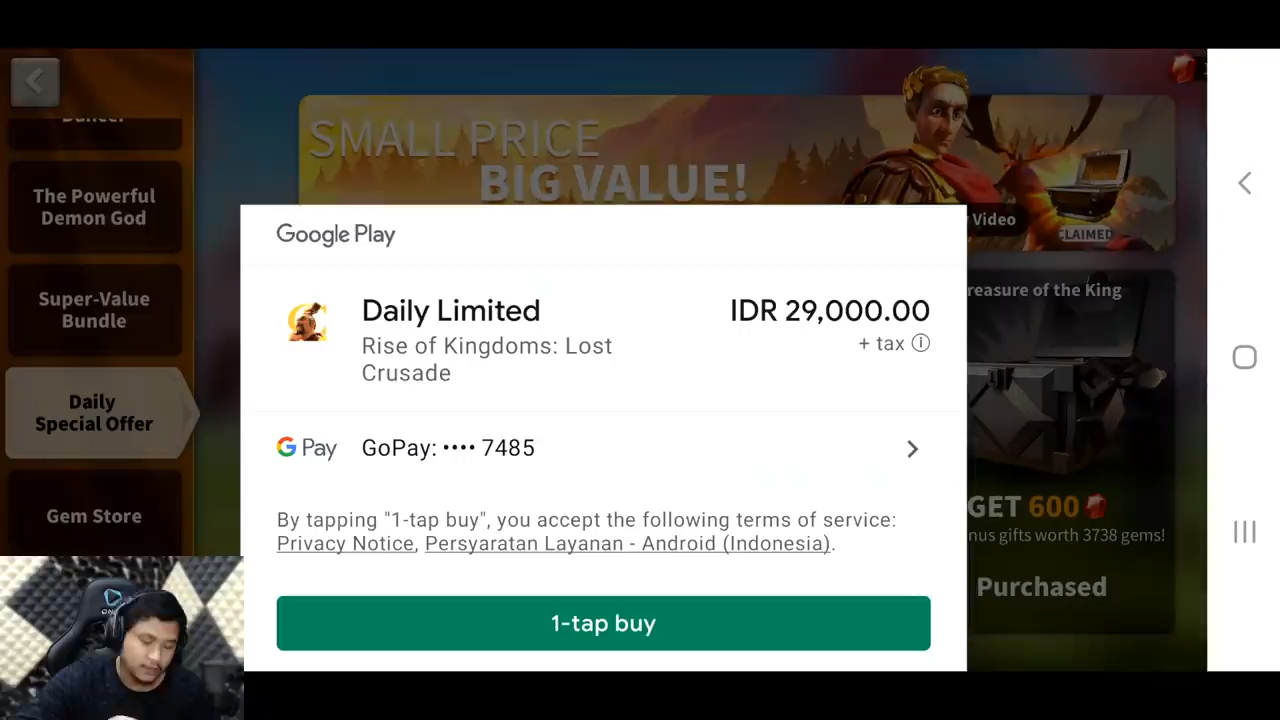 Dancer
The Powerful
Demon God
Super-Value
Bundle
Daily
Special Offer
Gem Store
SMALL PRICE
BIG VALUE!
Video
CLAIMED
Google Play
Daily Limited
IDR 29,000.00
Rise of Kingdoms: Lost
Crusade
+ tax
G Pay
GoPay: •••• 7485
By tapping "1-tap buy", you accept the following terms of service:
Privacy Notice, Persyaratan Layanan - Android (Indonesia).
1-tap buy
reasure of the King
GET 600
nus gifts worth 3738 gems!
Purchased